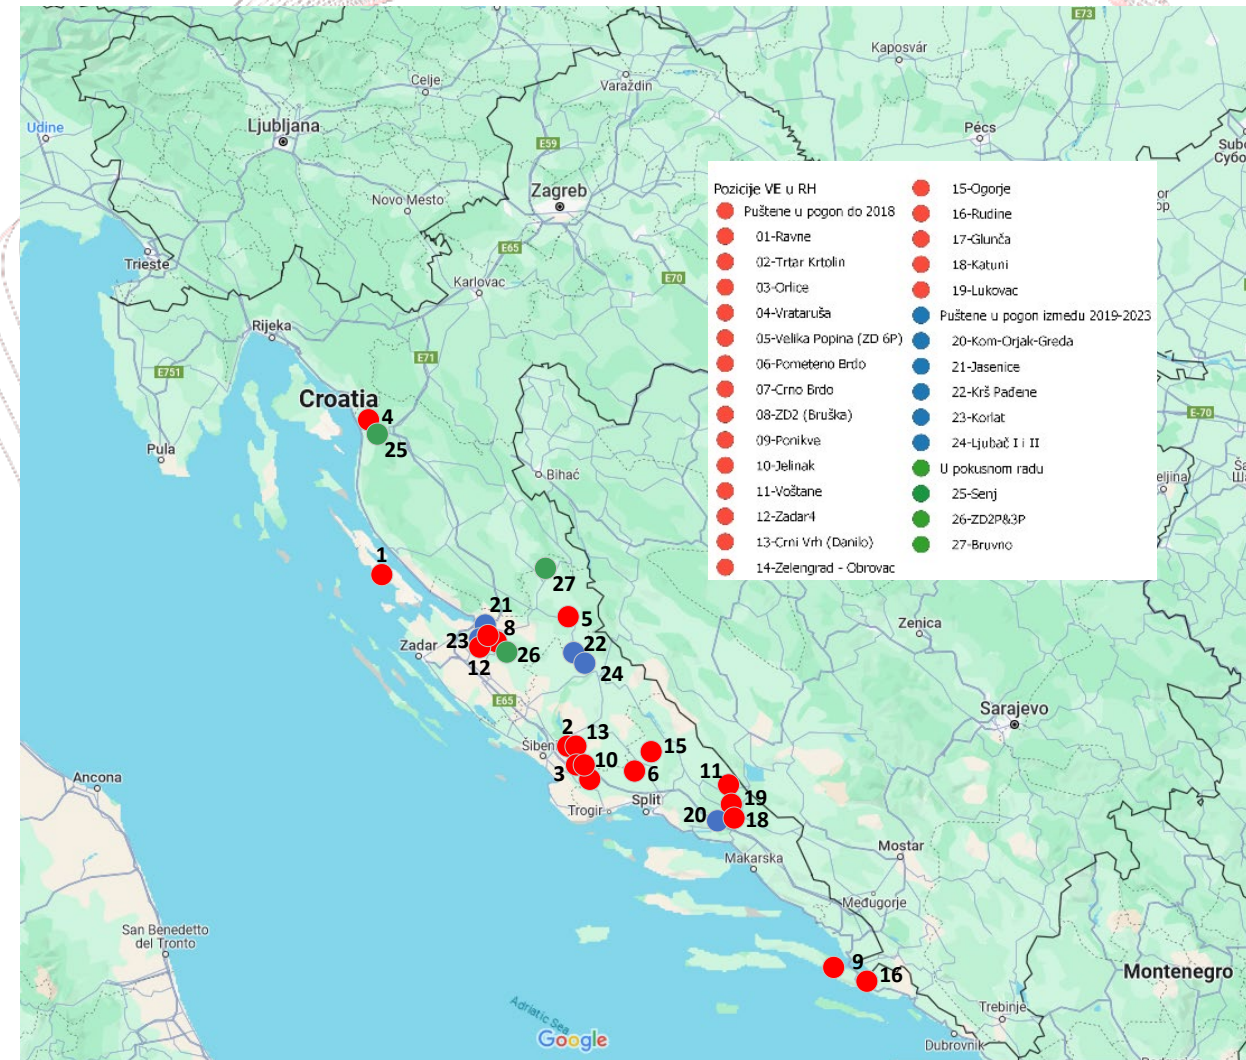 E73
Kaposvár
Celje
Varaždin
Udine
Ljubljana
E59
Pécs
Zagreb
Novo Mesto
Trieste
E65
E70
Karlovac
Rijeka
E71
E751
Croatia
Pula
Bihać
E-70
Pozicije VE u RH
Puštene u pogon do 2018
01-Ravne
02-Trtar Krtolin
03-Orlice
04-Vrataruša
05-Velika Popina (ZD 6P)
06-Pometeno Brdo
07-Crno Brdo
08-ZD2 (Bruška)
09-Ponikve
10-Jelinak
11-Voštane
12-Zadar4
13-Crni Vrh (Danilo)
14-Zelengrad - Obrovac
15-Ogorje
16-Rudine
17-Glunča
18-Katuni
19-Lukovac
Puštene u pogon između 2019-2023
20-Kom-Orjak-Greda
21-Jasenice
22-Krš Pađene
23-Korlat
24-Ljubač I i II
U pokusnom radu
25-Senj
26-ZD2P&3P
27-Bruvno
4
25
1
27
21
5
8
23
22
26
12
24
Zadar
E65
Zenica
Sarajevo
2
13
15
Šiben
3
10
6
11
19
20
18
Trogir
Split
Makarska
Mostar
Međugorje
Ancona
San Benedetto
del Tronto
9
16
Montenegro
Trebinje
Dubrovnik
Adriatic Sea
Google